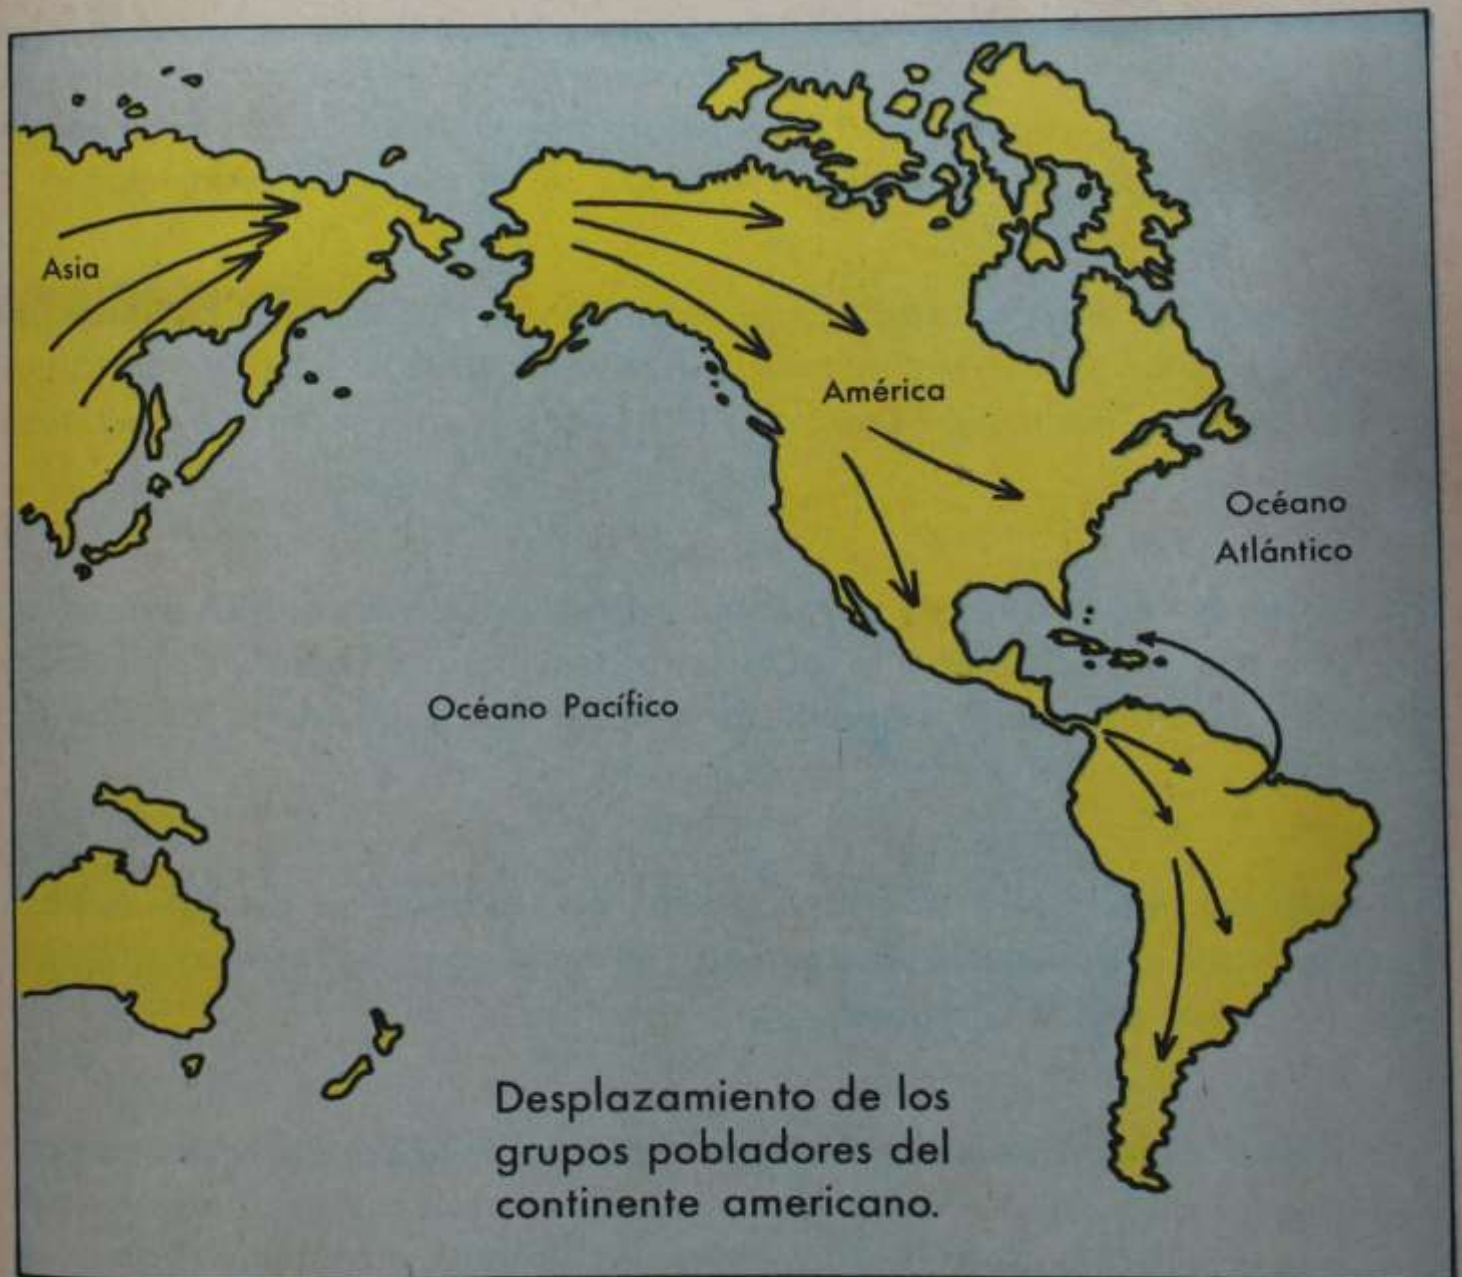 Asia
América
Océano
Atlántico
Océano Pacífico
Desplazamiento de los
grupos pobladores del
continente americano.